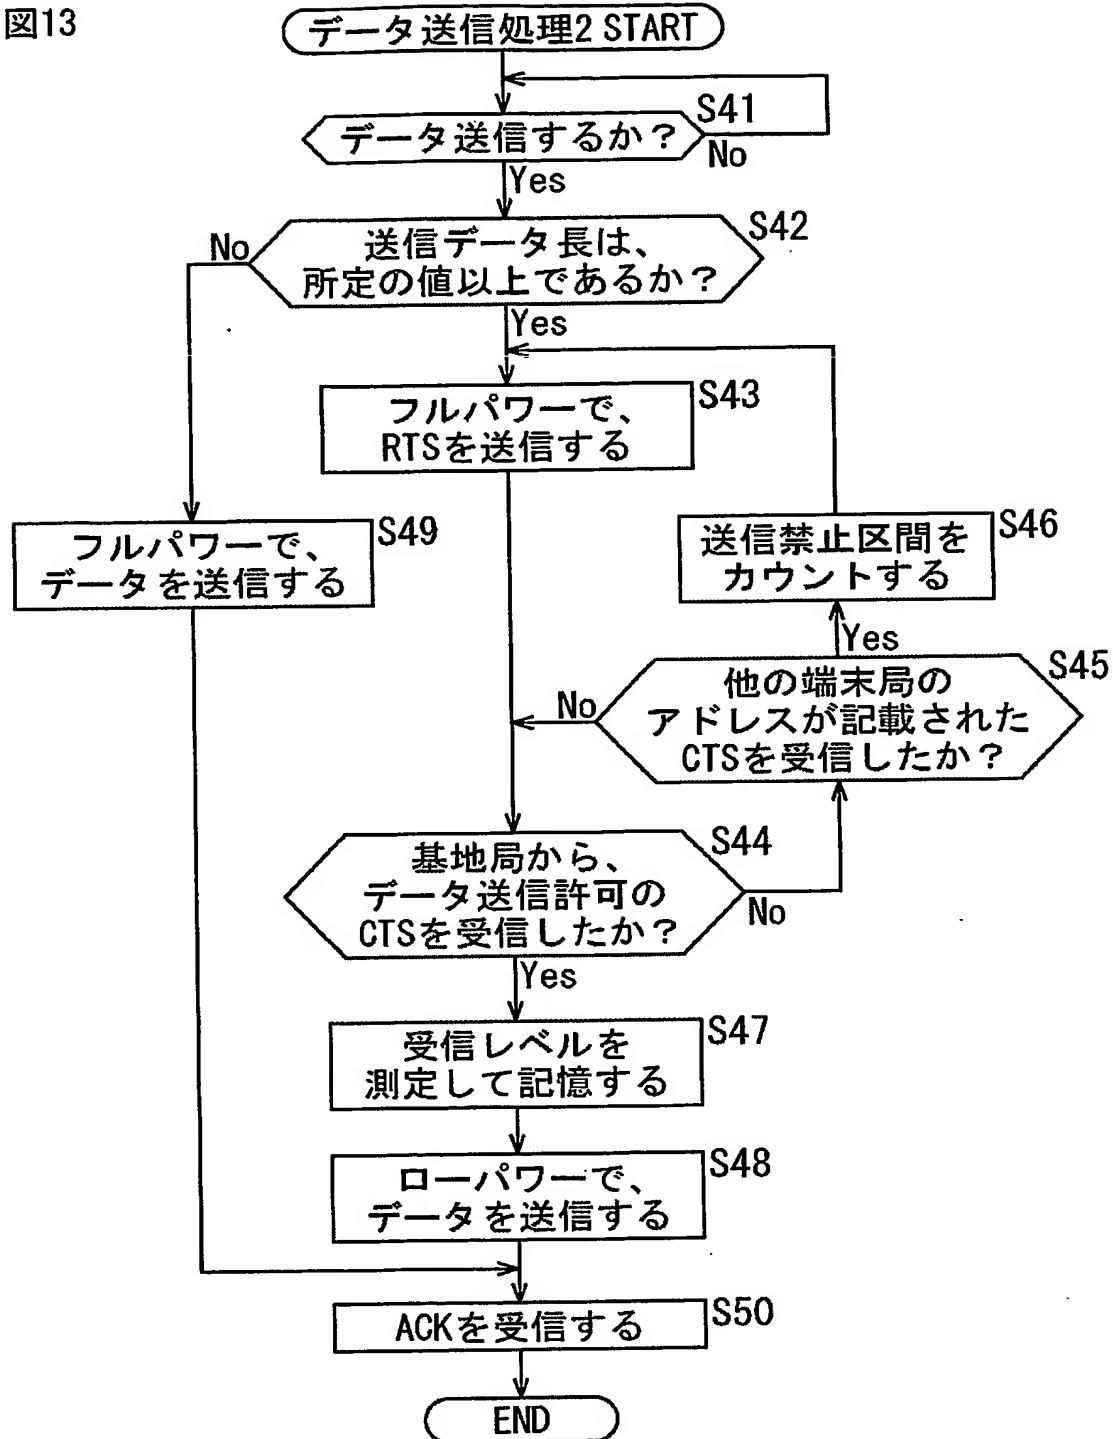 図13
データ送信処理2 START
S41
データ送信するか？
No
Yes
S42
No
送信データ長は、
所定の値以上であるか？
Yes
S43
フルパワーで、
RTSを送信する
S49
フルパワーで、
データを送信する
S46
送信禁止区間を
カウントする
Yes
S45
他の端末局の
アドレスが記載された
CTSを受信したか？
No
S44
基地局から、
データ送信許可の
CTSを受信したか？
No
Yes
S47
受信レベルを
測定して記憶する
S48
ローパワーで、
データを送信する
S50
ACKを受信する
END